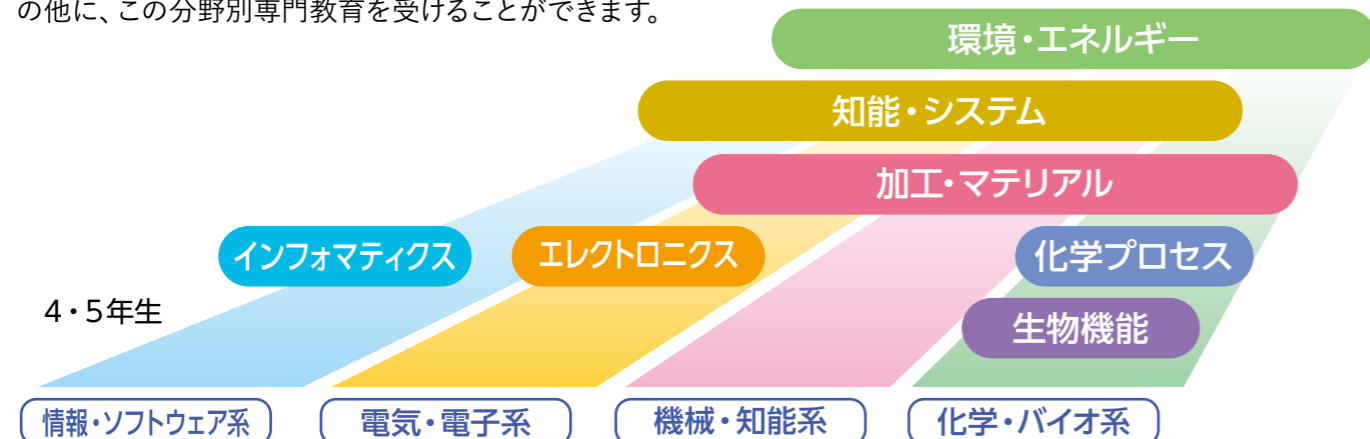 の他に、この分野別専門教育を受けることができます。
環境・エネルギー
知能・システム
加工・マテリアル
インフォマティクス
エレクトロニクス
化学プロセス
4・5年生
生物機能
情報・ソフトウェア系
電気・電子系
機械・知能系
化学・バイオ系